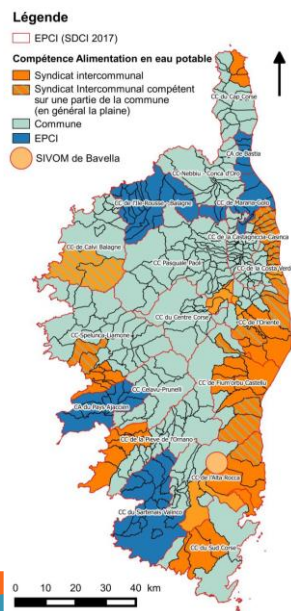 Légende
EPCI (SDCI 2017)
Compétence Alimentation en eau potable
Syndicat intercommunal
Syndicat Intercommunal compétent
sur une partie de la commune
(en général la plaine)
Commune
EPCI
SIVOM de Bavella
CC du Cap Corse
CA de Bastia
CC Nebbiu - Conca d'Oro
CC de Marana-Golo
CC de l'Ile-Rousse - Balagne
CC de la Castagniccia-Casinca
CC de Calvi Balagne
CC Pasquale Paoli
CC de la Costa Verde
CC du Centre Corse
CC de l'Oriente
CC Spelunca-Liamone
CC de Fium'orbu Castellu
CC Celavu-Prunelli
CA du Pays Ajaccien
CC de la Pieve de l'Ornano
CC de l'Alta Rocca
CC du Sartenais Valinco
CC du Sud Corse
0 10 20 30 40 km